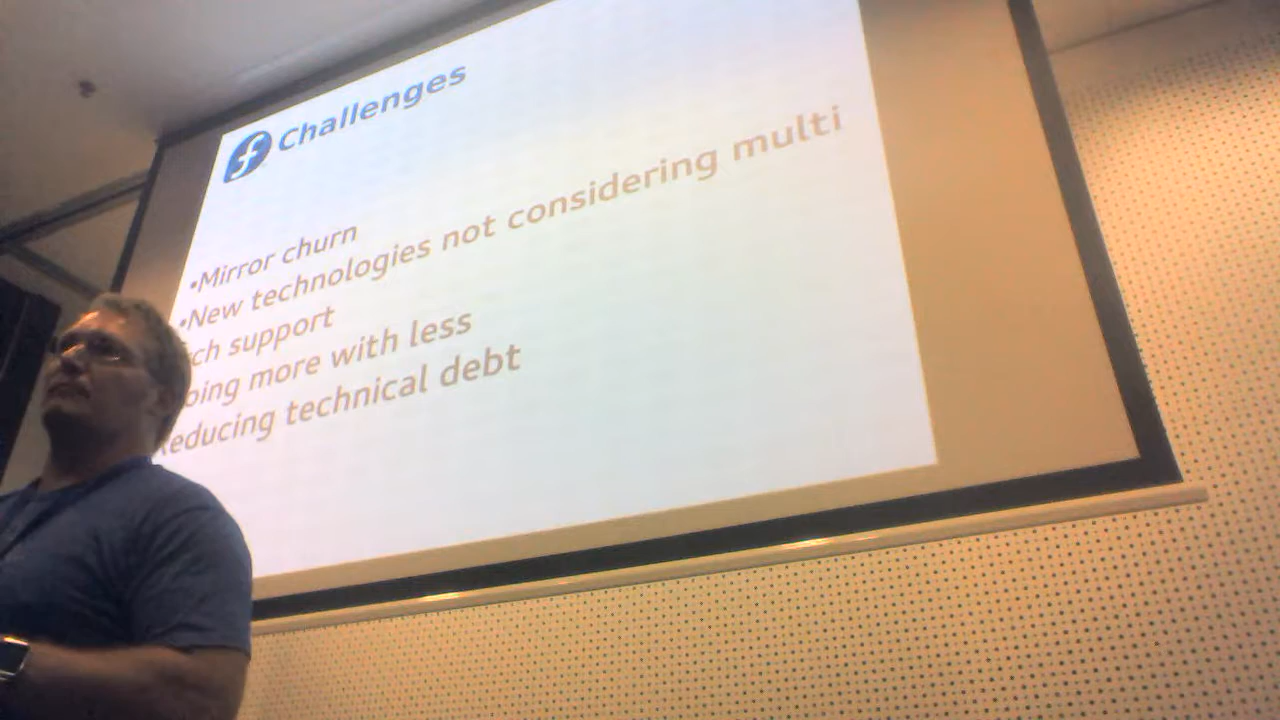 Challenges
•Mirror churn
•New technologies not considering multi
ch support
oing more with less
educing technical debt